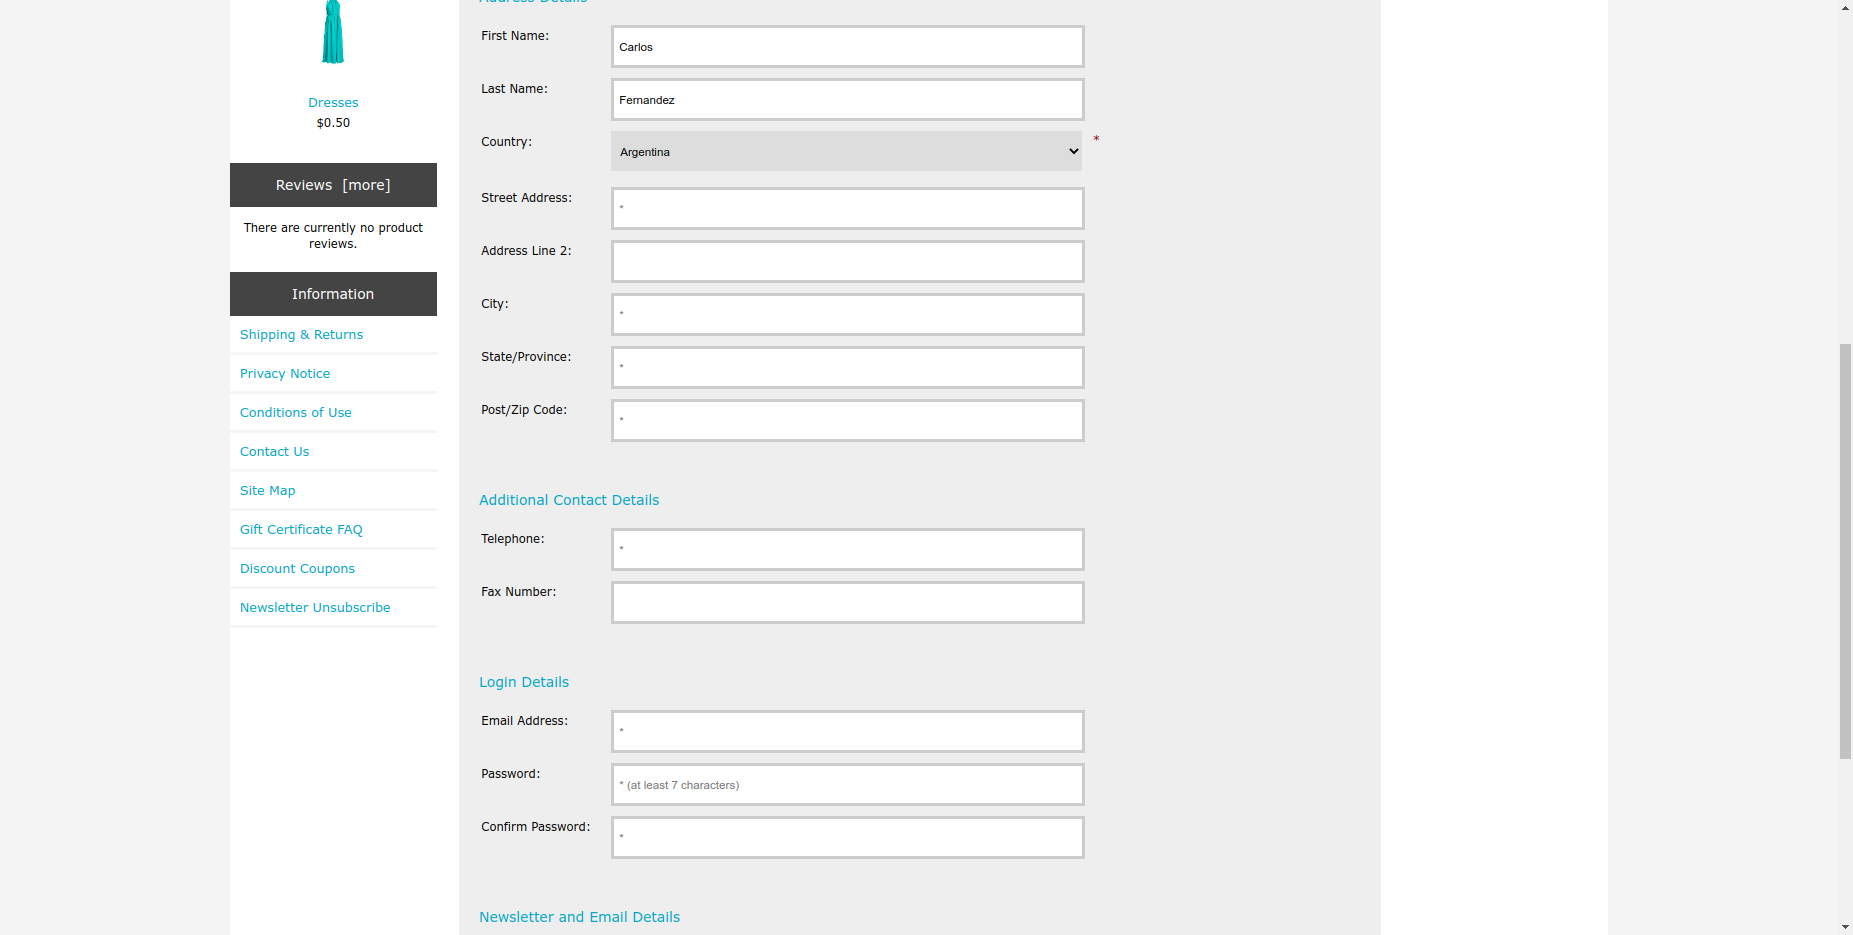 Address Details
First Name:
Carlos
Last Name:
Fernandez
Country:
Argentina
*
Street Address:
*
Address Line 2:
City:
*
State/Province:
*
Post/Zip Code:
*
Additional Contact Details
Telephone:
*
Fax Number:
Login Details
Email Address:
*
Password:
* (at least 7 characters)
Confirm Password:
*
Newsletter and Email Details
Dresses
$0.50
Reviews [more]
There are currently no product
reviews.
Information
Shipping & Returns
Privacy Notice
Conditions of Use
Contact Us
Site Map
Gift Certificate FAQ
Discount Coupons
Newsletter Unsubscribe